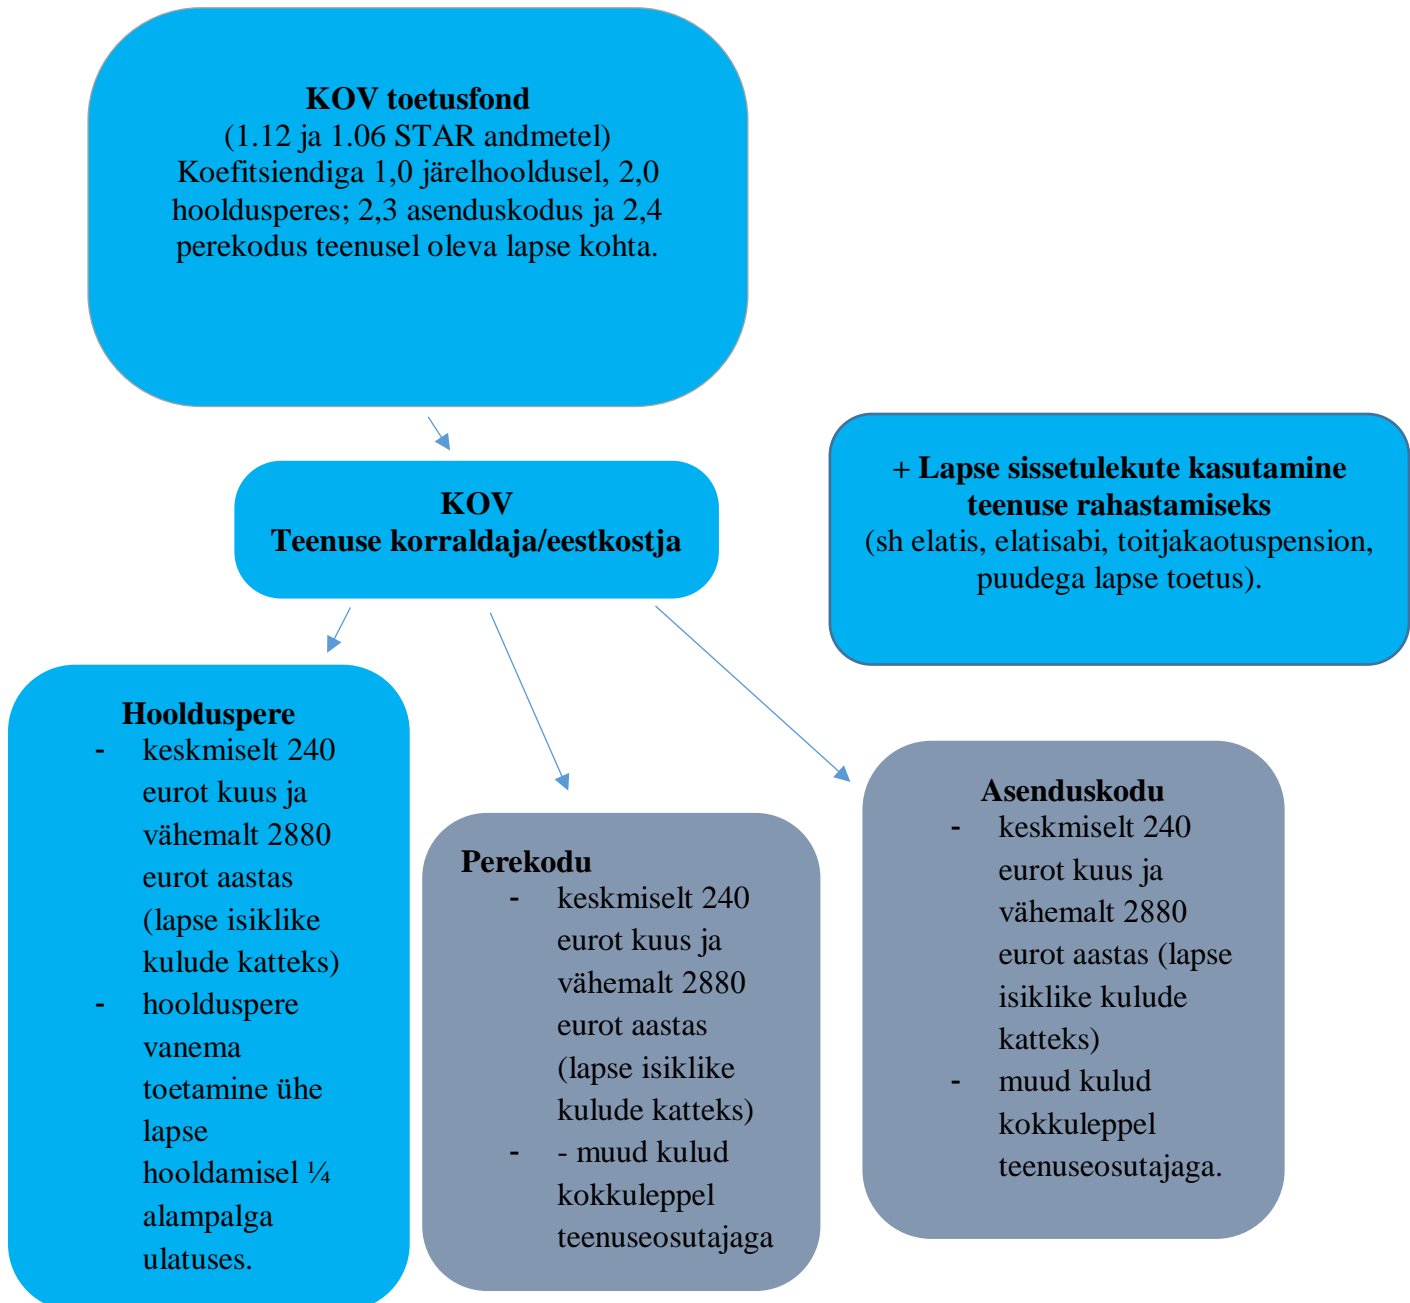 KOV toetusfond
(1.12 ja 1.06 STAR andmetel)
Koefitsiendiga 1,0 järelhooldusel, 2,0
hooldusperes; 2,3 asenduskodus ja 2,4
perekodus teenusel oleva lapse kohta.
KOV
Teenuse korraldaja/eestkostja
+ Lapse sissetulekute kasutamine
teenuse rahastamiseks
(sh elatis, elatisabi, toitjakaotuspension,
puudega lapse toetus).
Hoolduspere
- keskmiselt 240
eurot kuus ja
vähemalt 2880
eurot aastas
(lapse isiklike
kulude katteks)
- hoolduspere
vanema
toetamine ühe
lapse
hooldamisel ¼
alampalga
ulatuses.
Perekodu
- keskmiselt 240
eurot kuus ja
vähemalt 2880
eurot aastas
(lapse isiklike
kulude katteks)
- - muud kulud
kokkuleppel
teenuseosutajaga
Asenduskodu
- keskmiselt 240
eurot kuus ja
vähemalt 2880
eurot aastas (lapse
isiklike kulude
katteks)
- muud kulud
kokkuleppel
teenuseosutajaga.